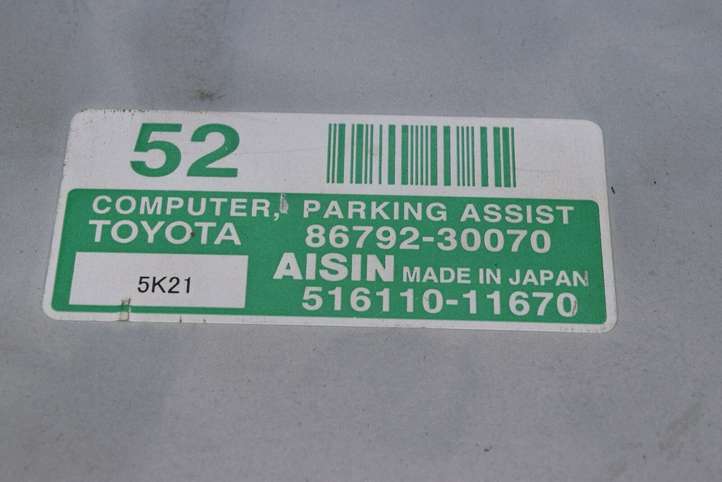 52
COMPUTER, PARKING ASSIST
TOYOTA 86792-30070
AISIN MADE IN JAPAN
5K21
516110-11670